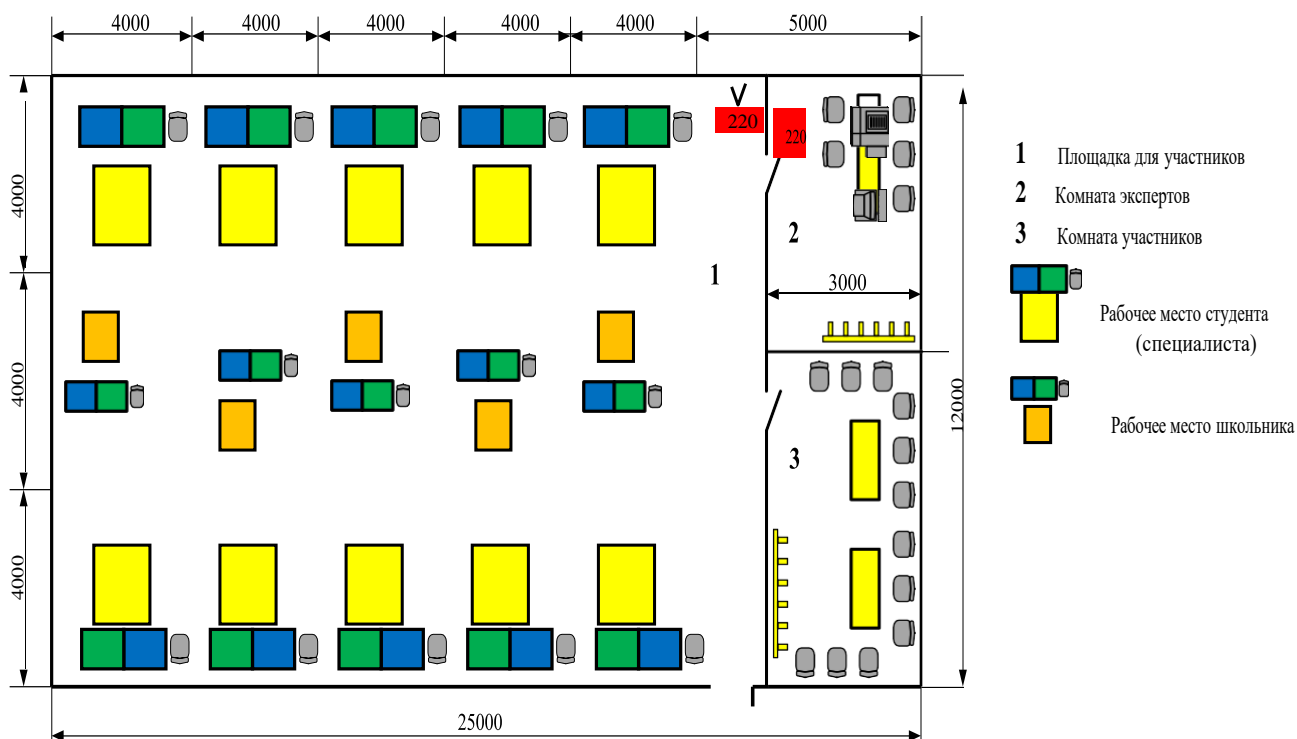 4000
4000
4000
4000
4000
5000
4000
4000
4000
220
220
1
2
3
3000
12000
25000
1 Площадка для участников
2 Комната экспертов
3 Комната участников
Рабочее место студента
(специалиста)
Рабочее место школьника